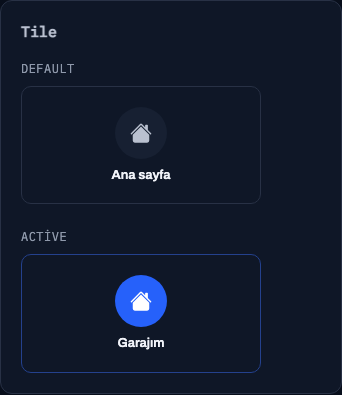 Tile
DEFAULT
Ana sayfa
ACTİVE
Garajım